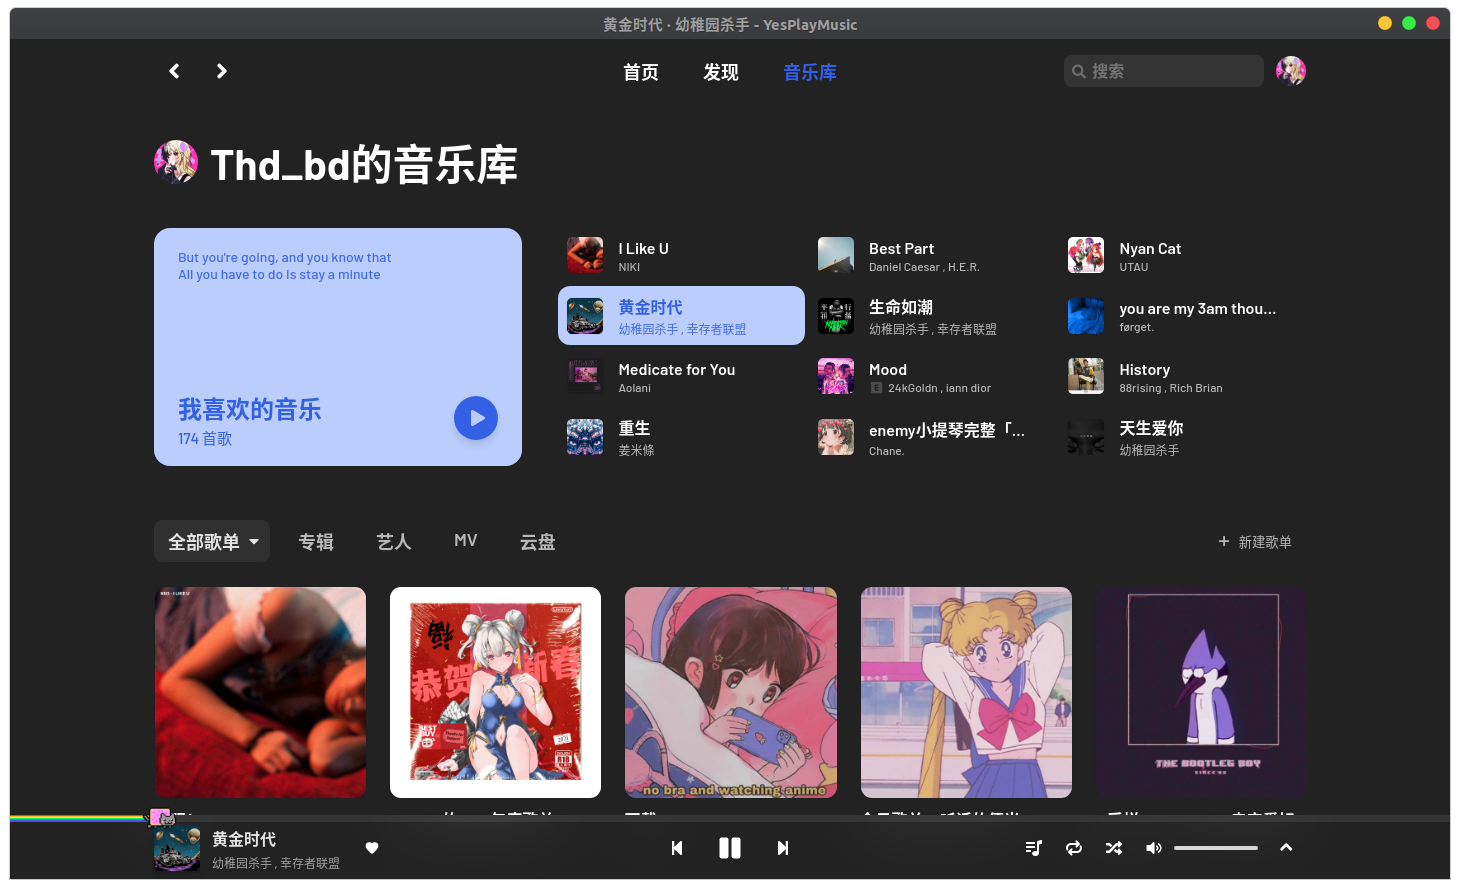 黄金时代 · 幼稚园杀手 - YesPlayMusic
首页
发现
音乐库
搜索
Thd_bd的音乐库
But you're going, and you know that
All you have to do is stay a minute
我喜欢的音乐
174 首歌
I Like U
NIKI
Best Part
Daniel Caesar , H.E.R.
Nyan Cat
UTAU
黄金时代
幼稚园杀手 , 幸存者联盟
生命如潮
幼稚园杀手 , 幸存者联盟
you are my 3am thou...
førget.
Medicate for You
Aolani
Mood
E 24kGoldn , iann dior
History
88rising , Rich Brian
重生
姜米條
enemy小提琴完整「...
Chane.
天生爱你
幼稚园杀手
全部歌单
专辑
艺人
MV
云盘
+ 新建歌单
NIKI - I LIKE U
恭贺新春
BEST BUY
2021
no bra and watching anime
THE BOOTLEG BOY
黄金时代
幼稚园杀手 , 幸存者联盟